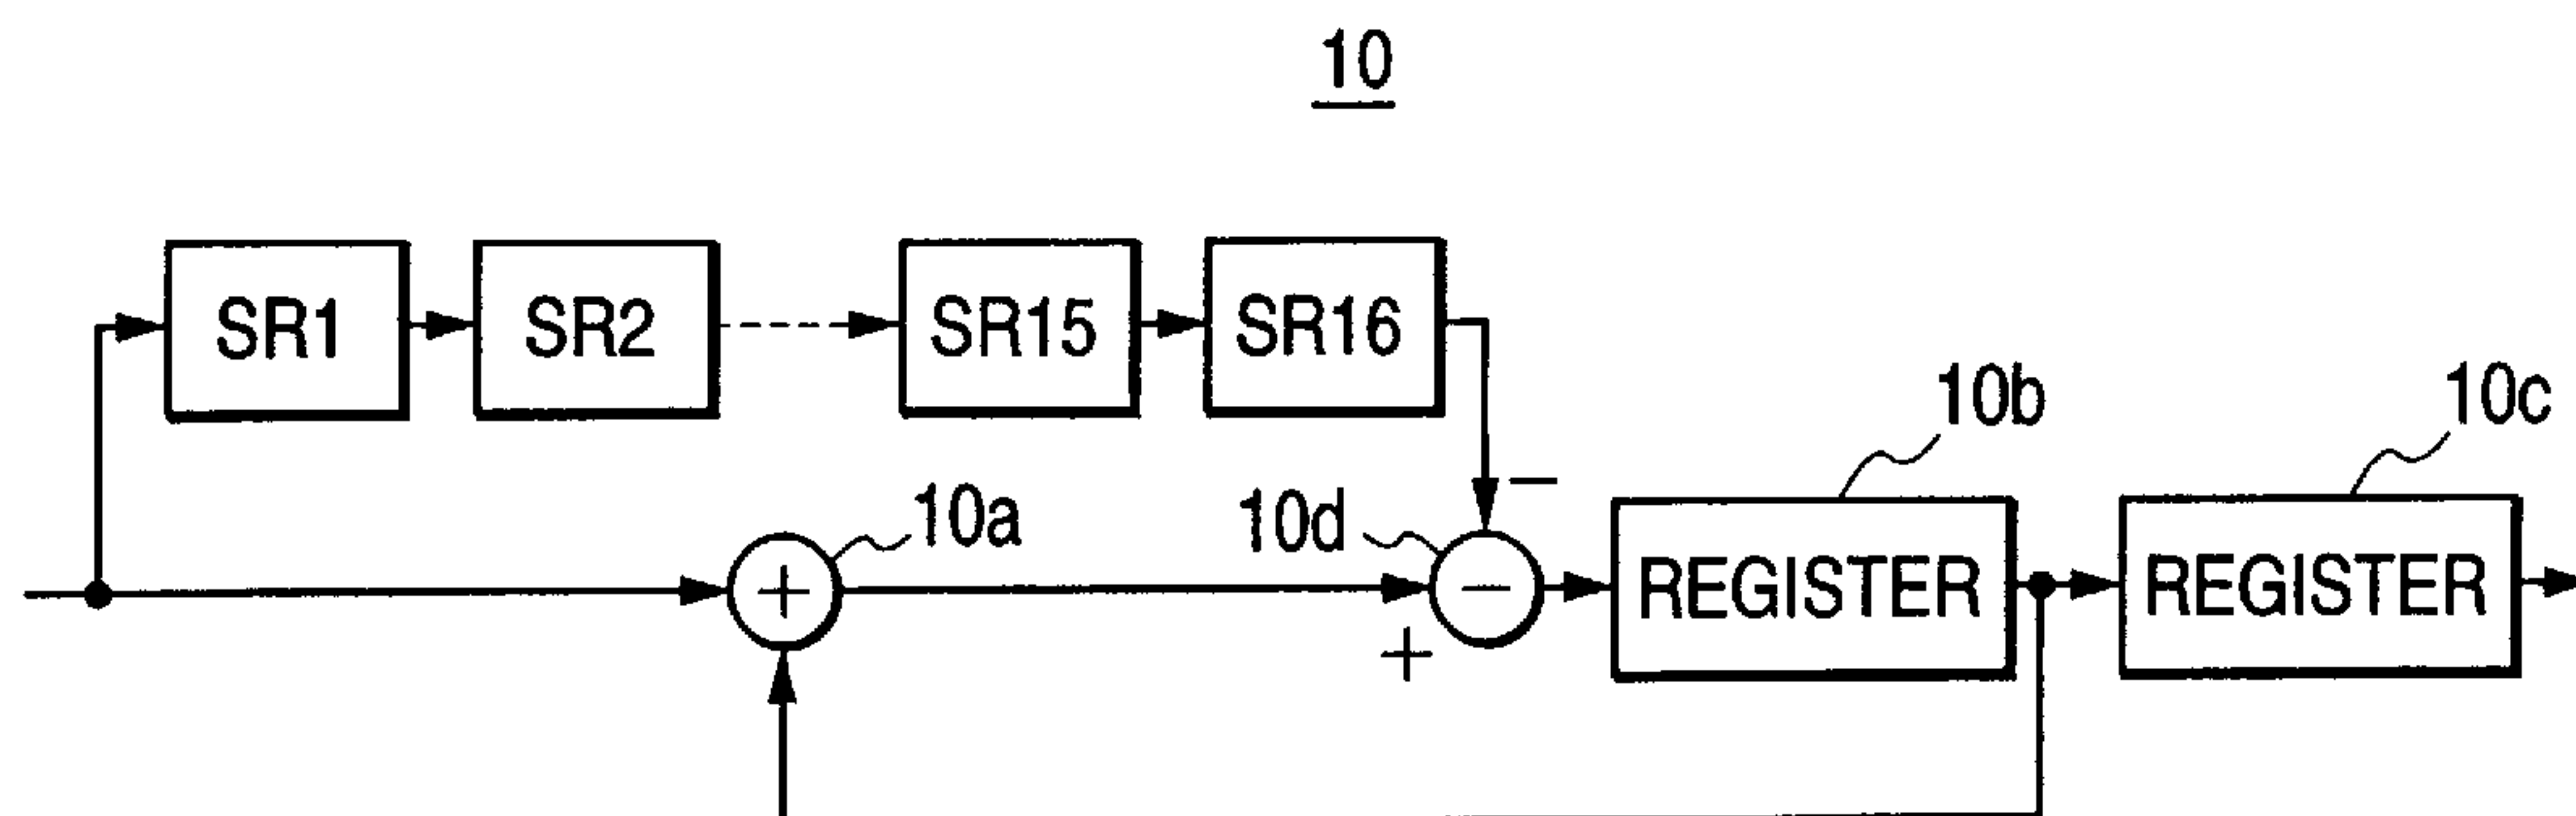 10
SR1
SR2
SR15
SR16
10b
10c
10a
10d
−
+
−
REGISTER
REGISTER
+